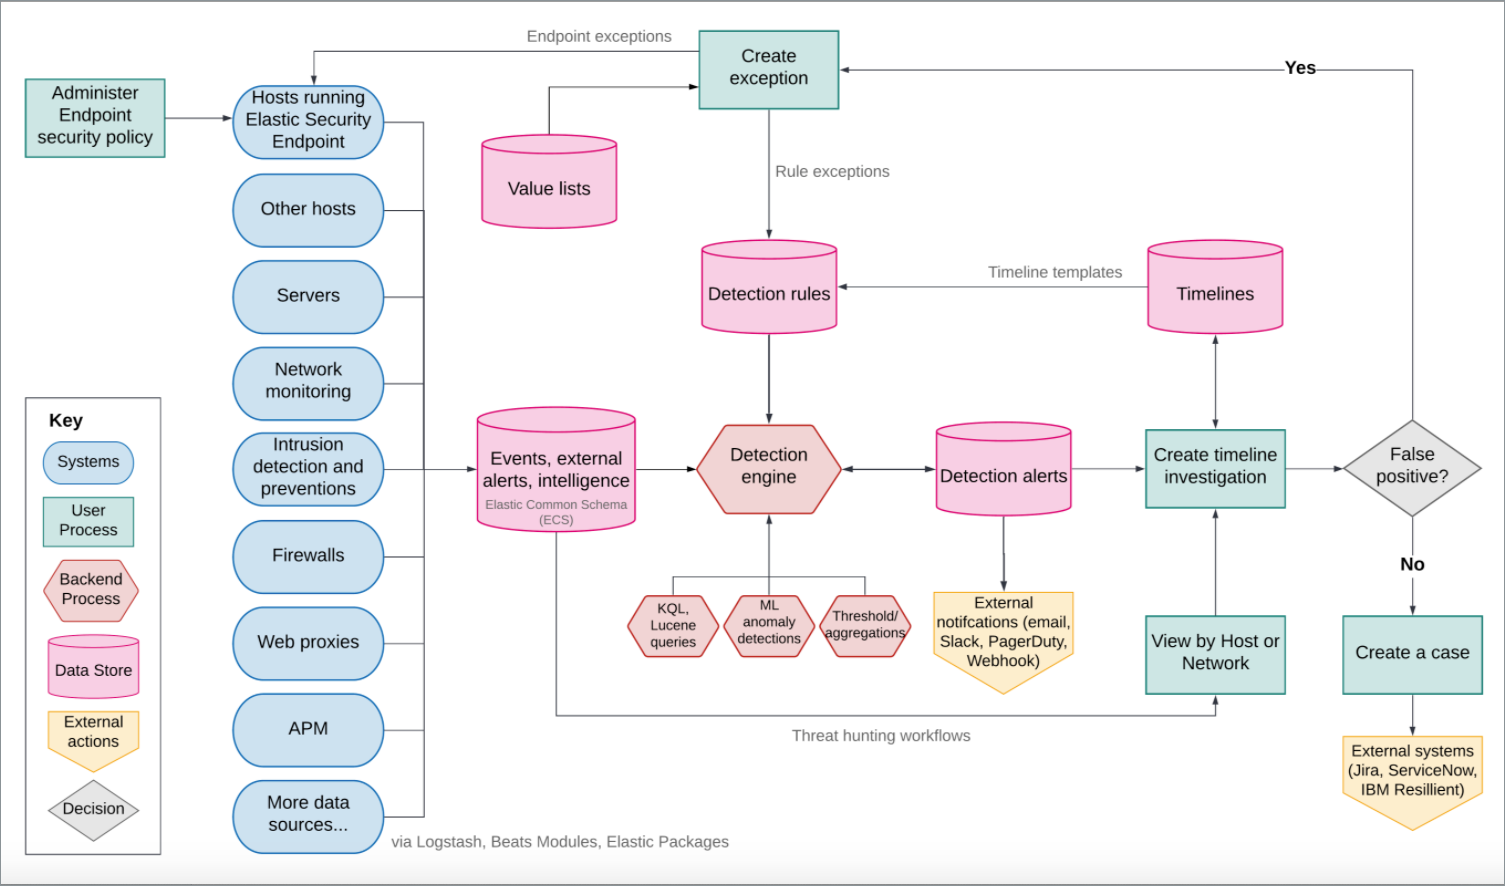 Endpoint exceptions
Create
exception
Yes
Administer
Endpoint
security policy
Hosts running
Elastic Security
Endpoint
Value lists
Rule exceptions
Other hosts
Servers
Detection rules
Timeline templates
Timelines
Network
monitoring
Key
Systems
User
Process
Backend
Process
Data Store
External
actions
Decision
Intrusion
detection and
preventions
Events, external
alerts, intelligence
Elastic Common Schema
(ECS)
Detection
engine
Detection alerts
Create timeline
investigation
False
positive?
No
Firewalls
KQL,
Lucene
queries
ML
anomaly
detections
Threshold/
aggregations
External
notifcations (email,
Slack, PagerDuty,
Webhook)
View by Host or
Network
Create a case
Web proxies
APM
Threat hunting workflows
External systems
(Jira, ServiceNow,
IBM Resillient)
More data
sources...
via Logstash, Beats Modules, Elastic Packages